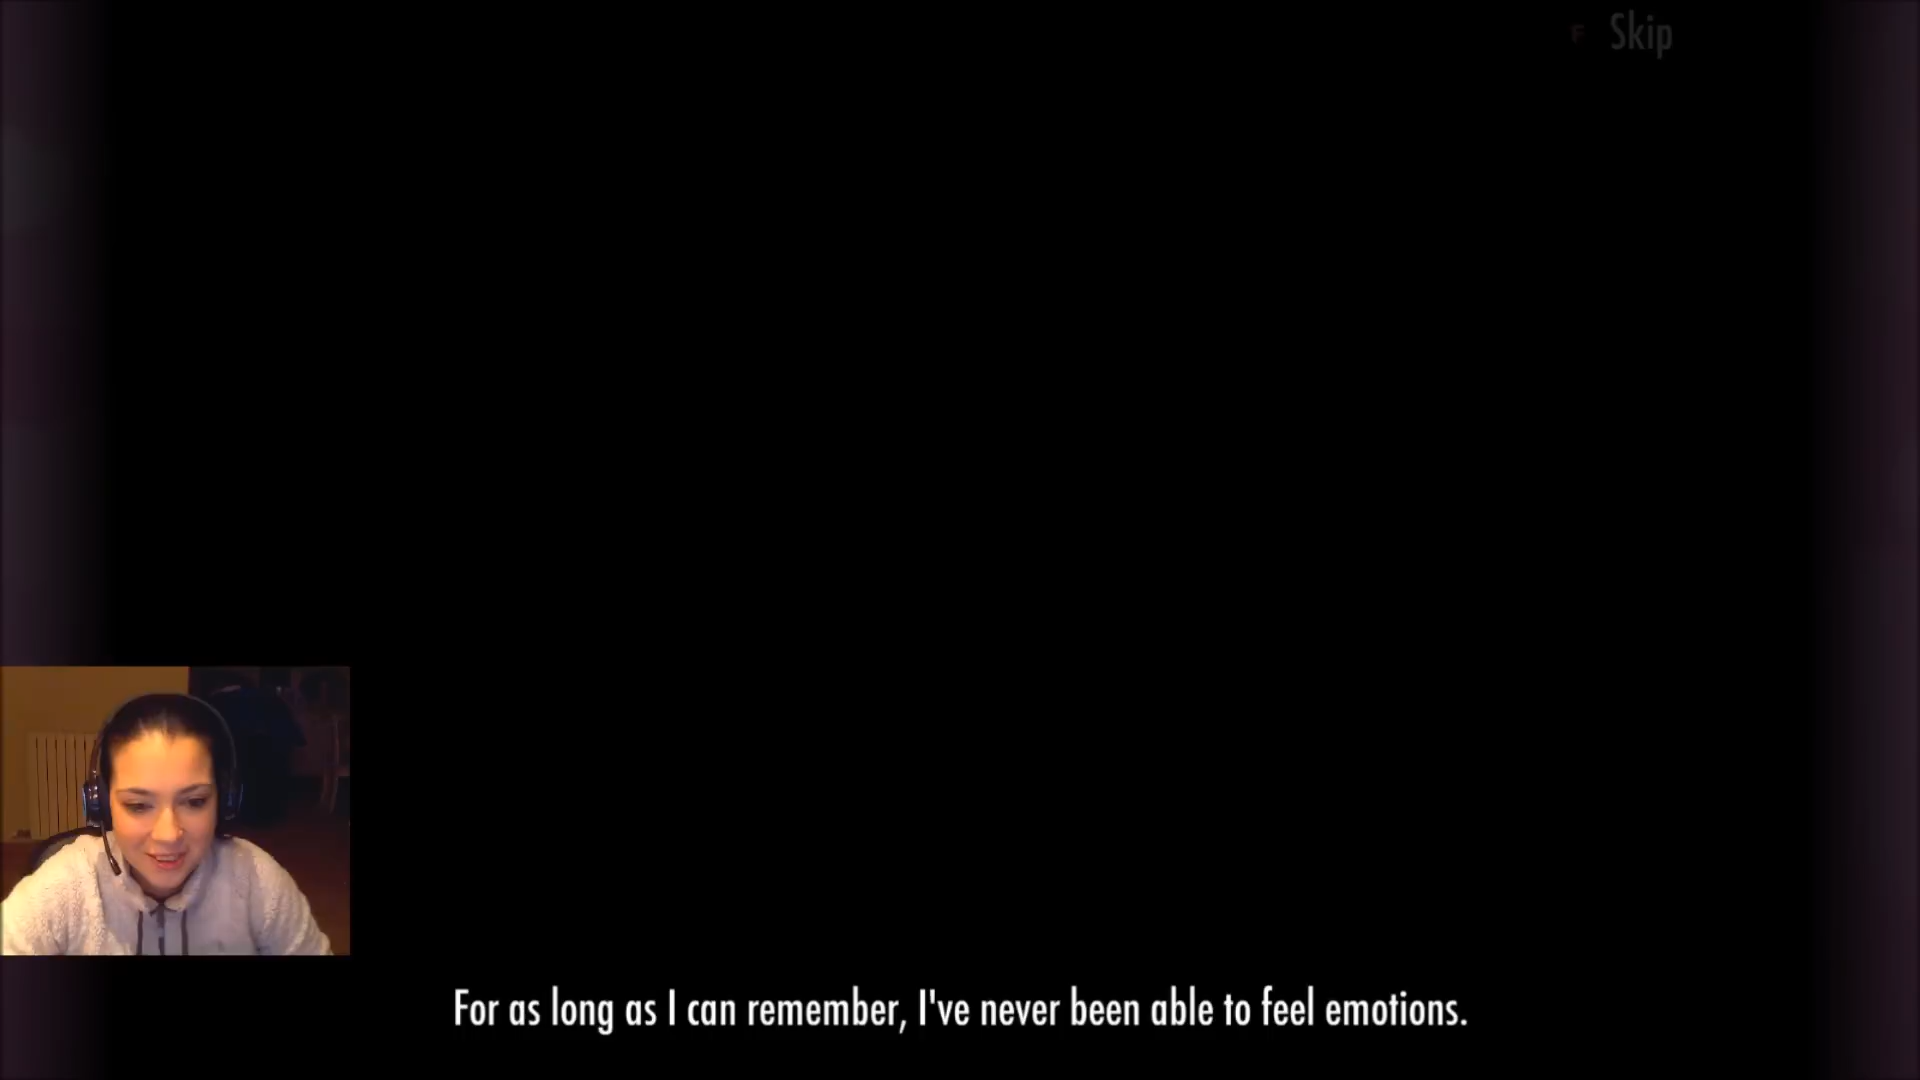 F Skip
For as long as I can remember, I've never been able to feel emotions.